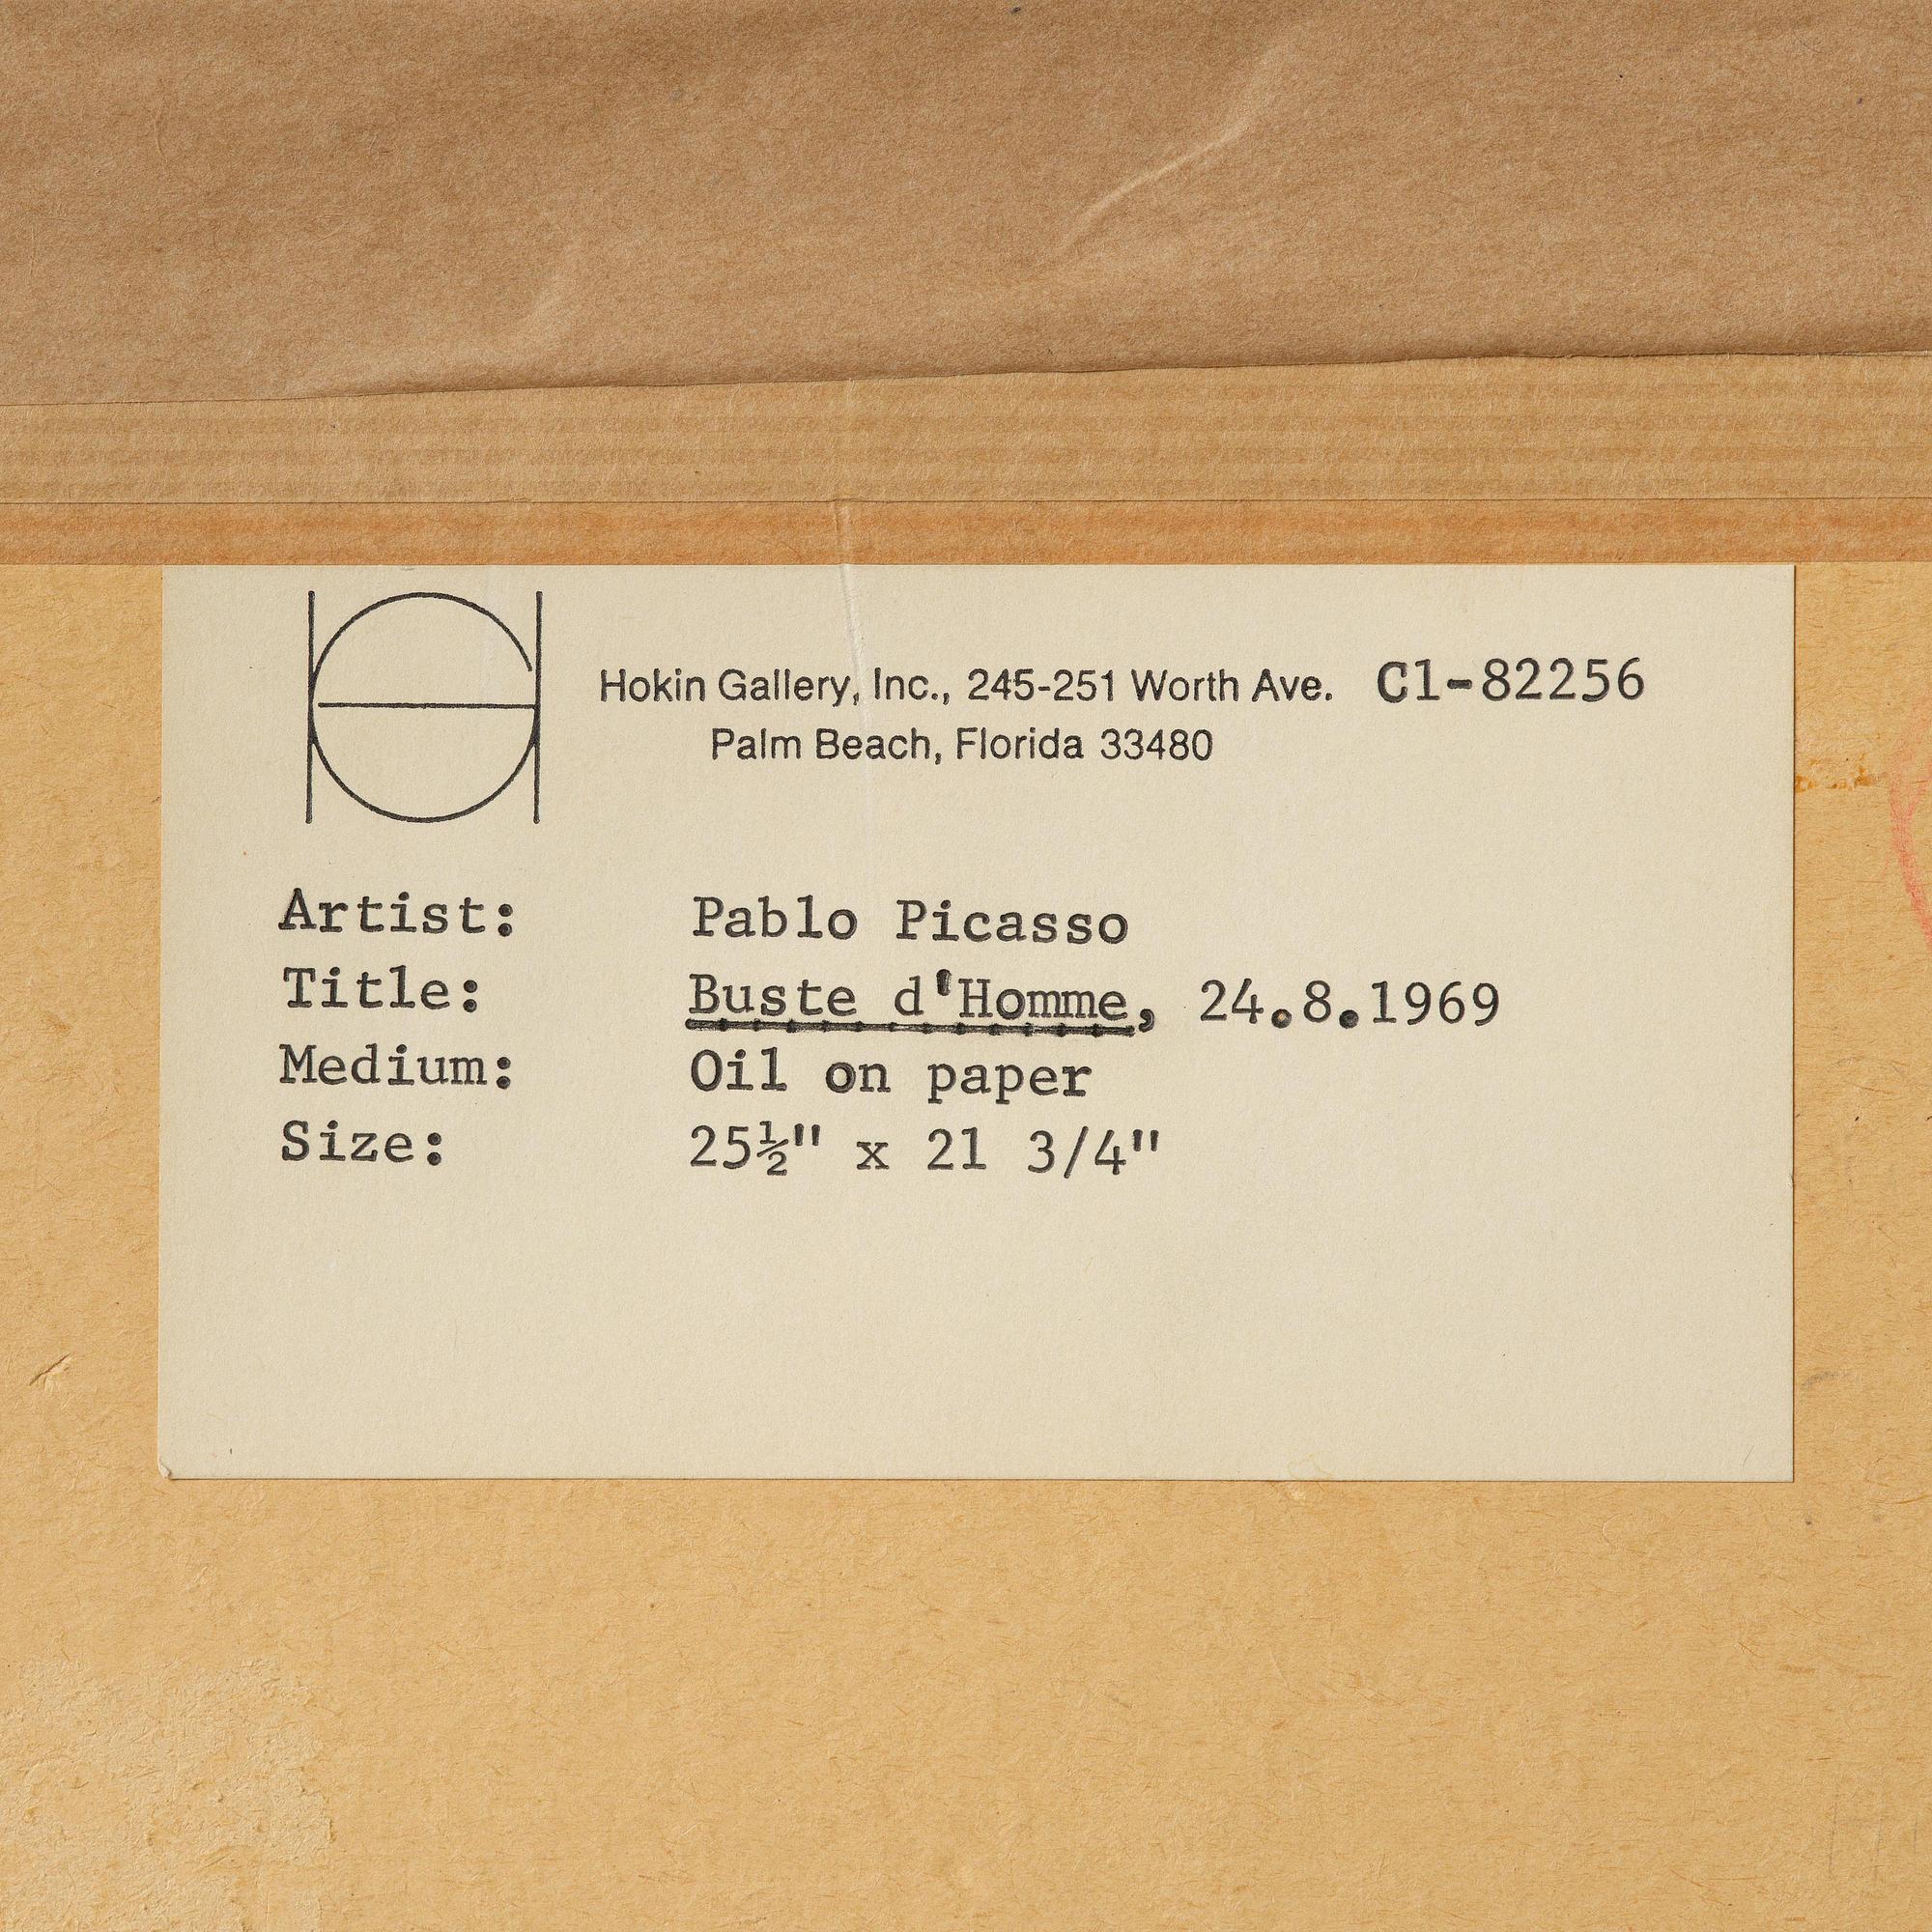 Hokin Gallery, Inc., 245-251 Worth Ave. C1-82256
Palm Beach, Florida 33480
Artist: Pablo Picasso
Title: Buste d'Homme, 24.8.1969
Medium: Oil on paper
Size: 25½" x 21 3/4"